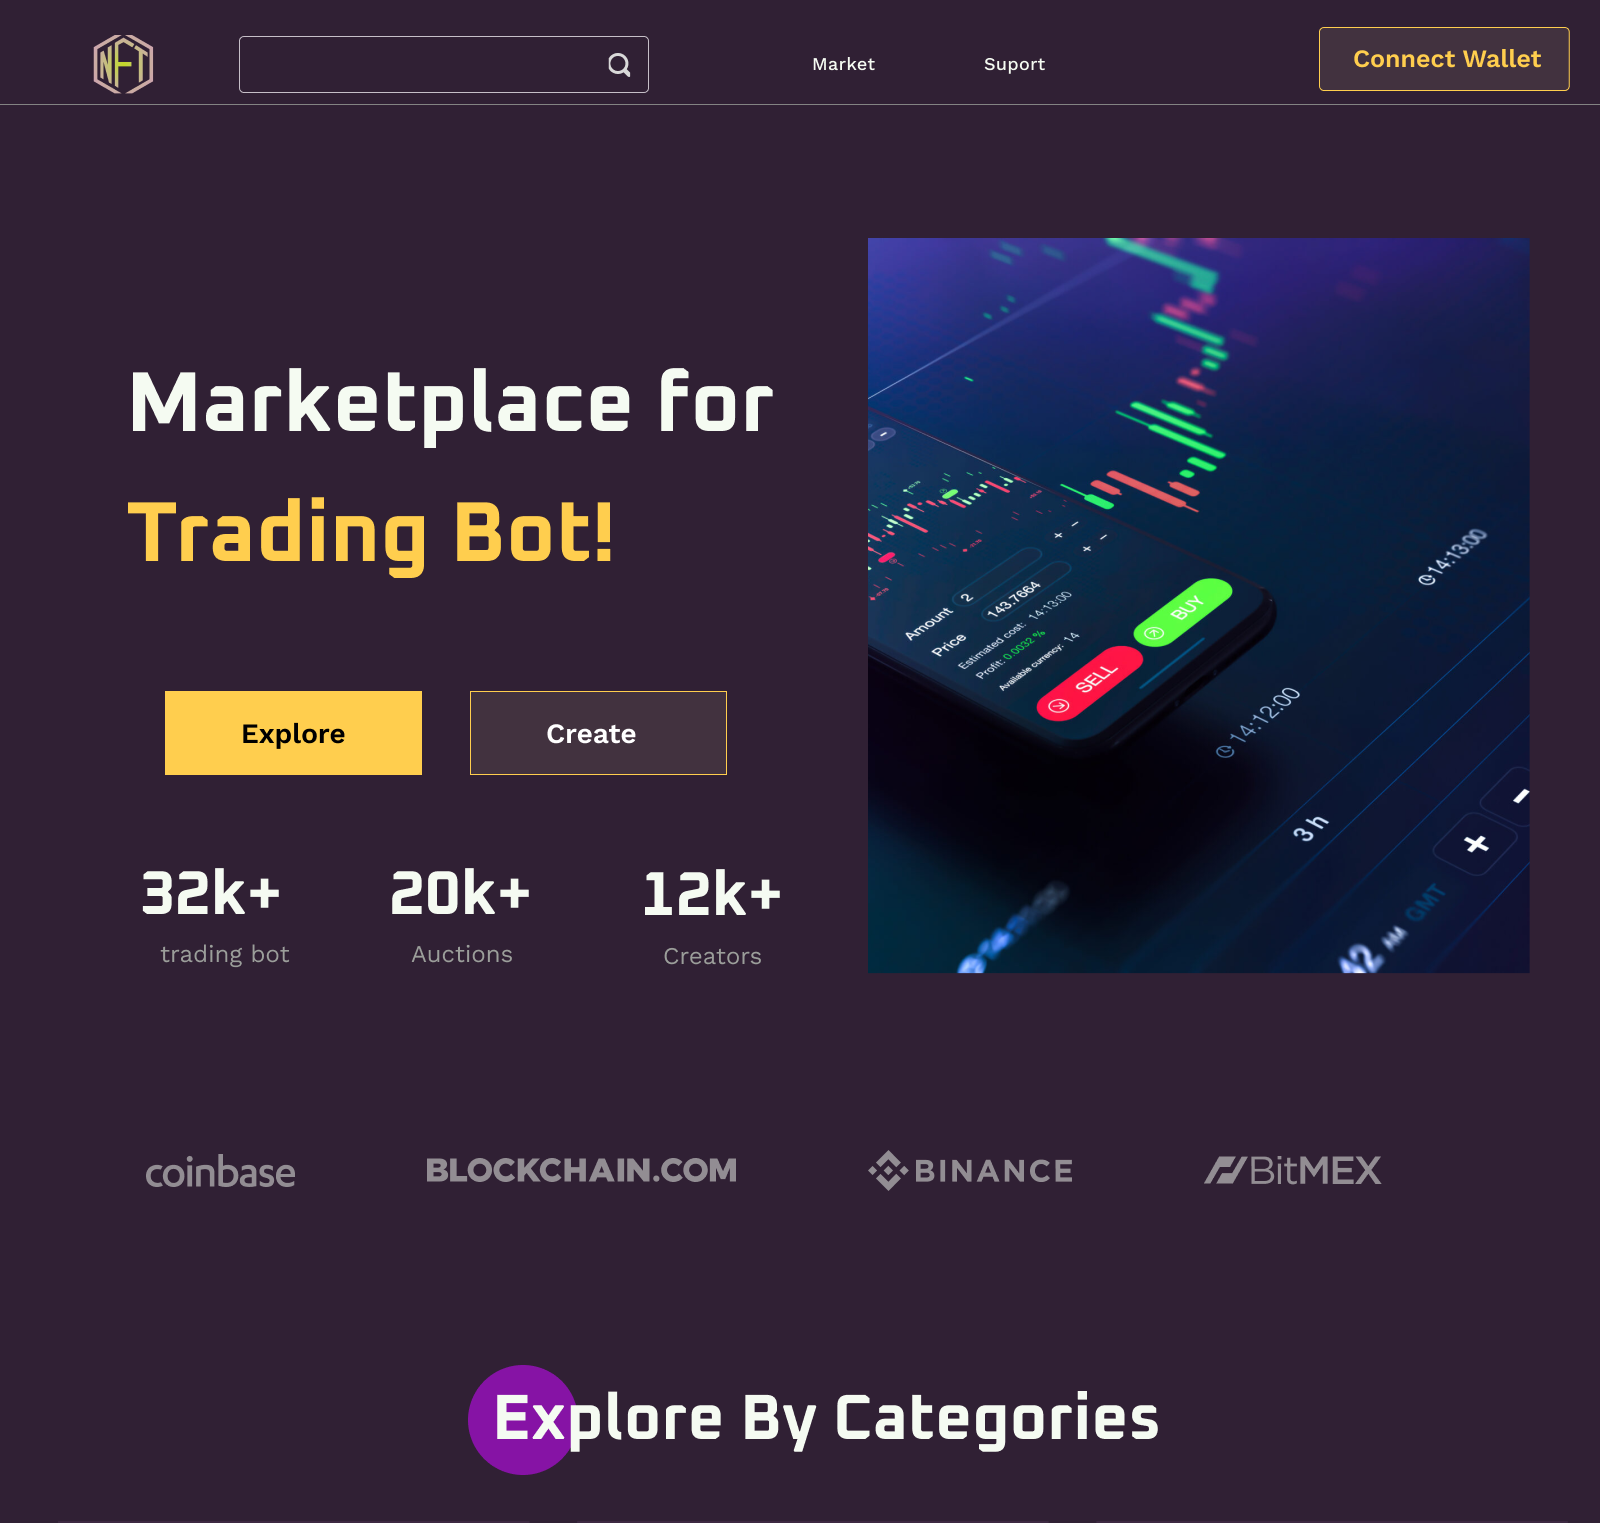 NFT
Market
Suport
Connect Wallet
Marketplace for
Trading Bot!
Explore
Create
32k+
trading bot
20k+
Auctions
12k+
Creators
14:13:00
Amount 2
Price 143.7664
Estimated cost: 14:13:00
Profit: 0.0032 %
Available currency: 14
BUY
SELL
14:12:00
3 h
AM GMT
coinbase
BLOCKCHAIN.COM
BINANCE
BitMEX
Explore By Categories